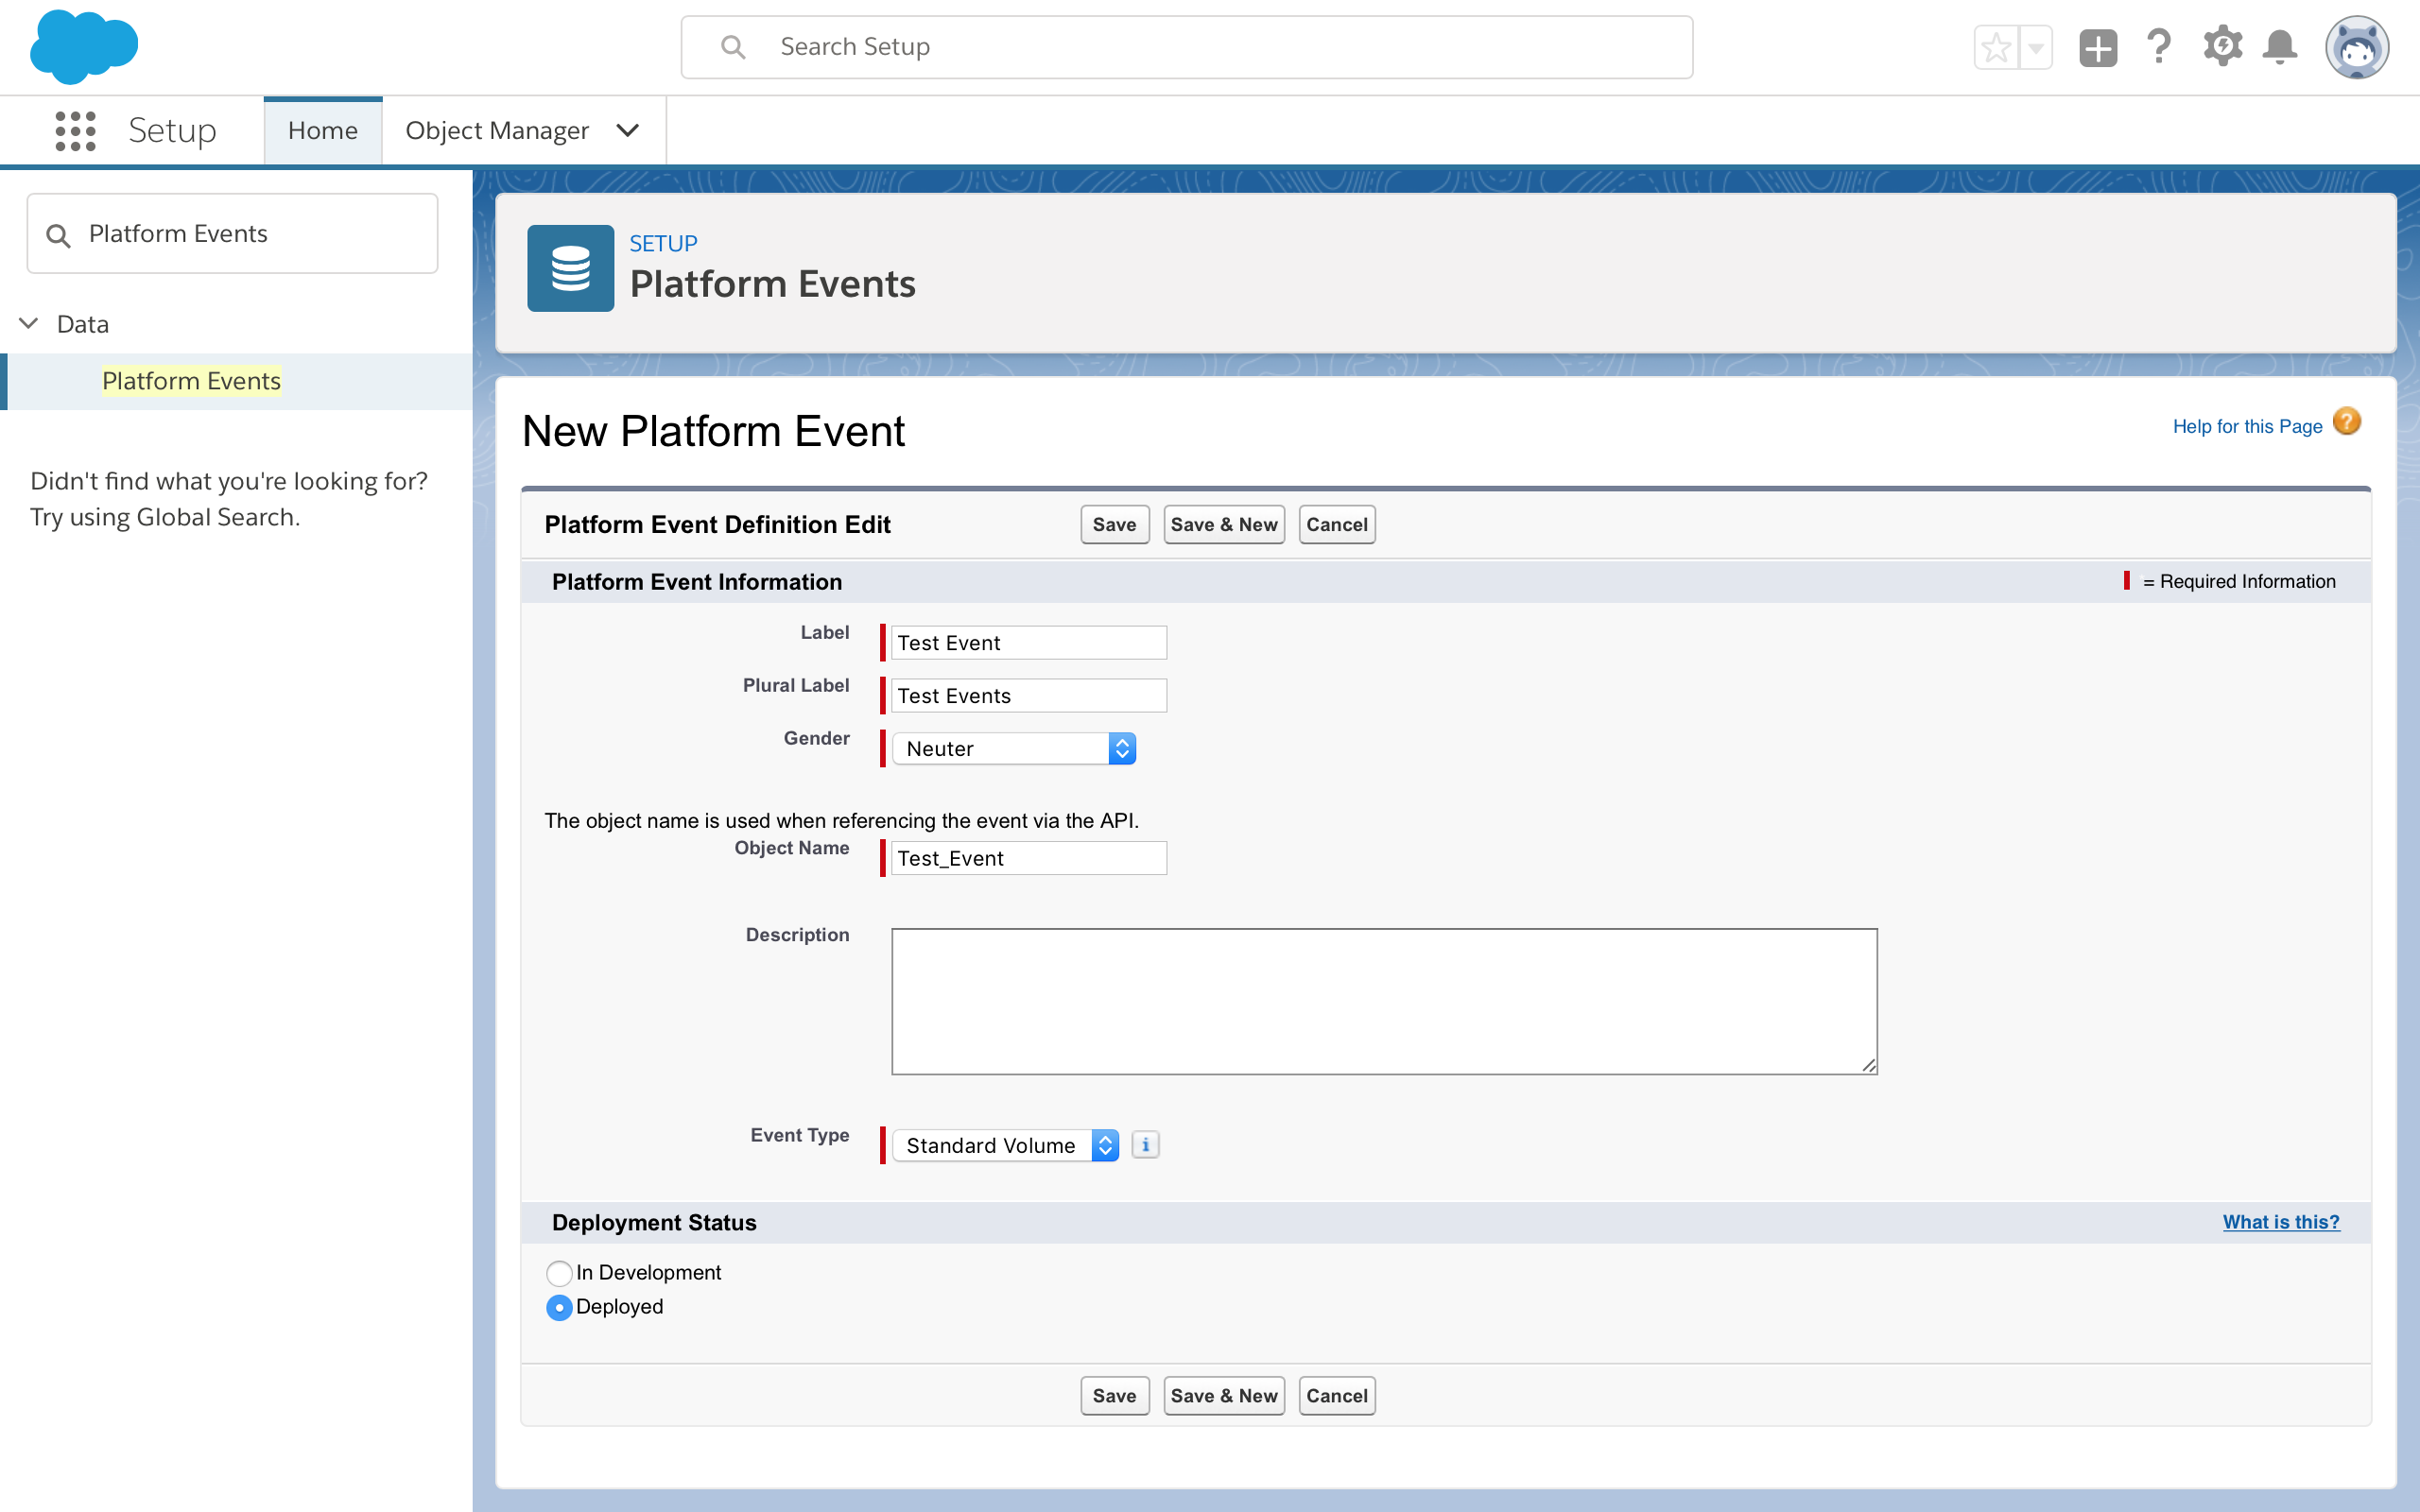 Search Setup
Setup
Home
Object Manager
Platform Events
Data
Platform Events
Didn't find what you're looking for?
Try using Global Search.
SETUP
Platform Events
New Platform Event
Help for this Page
?
Platform Event Definition Edit
Save
Save & New
Cancel
Platform Event Information
= Required Information
Label
Test Event
Plural Label
Test Events
Gender
Neuter
The object name is used when referencing the event via the API.
Object Name
Test_Event
Description
Event Type
Standard Volume
i
Deployment Status
What is this?
In Development
Deployed
Save
Save & New
Cancel